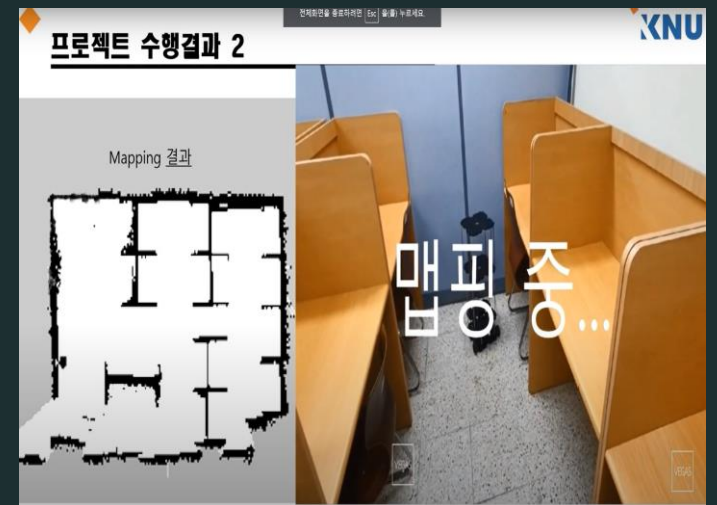 전체화면을 종료하려면 Esc 을(를) 누르세요.
프로젝트 수행결과 2
KNU
Mapping 결과
맵핑 중...
VEGAS